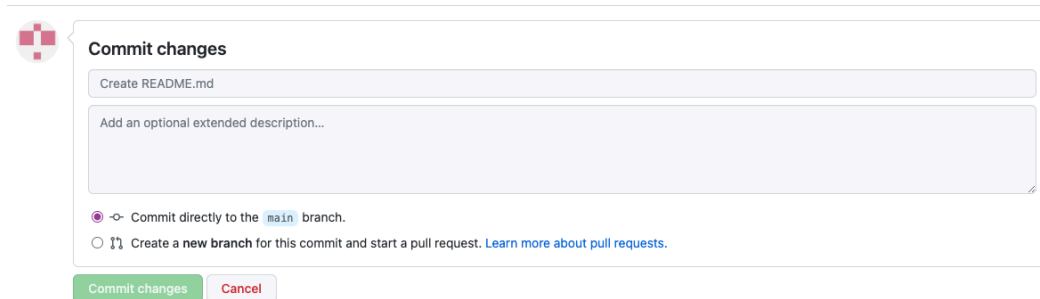 Commit changes
Create README.md
Add an optional extended description...
Commit directly to the main branch.
Create a new branch for this commit and start a pull request. Learn more about pull requests.
Commit changes Cancel